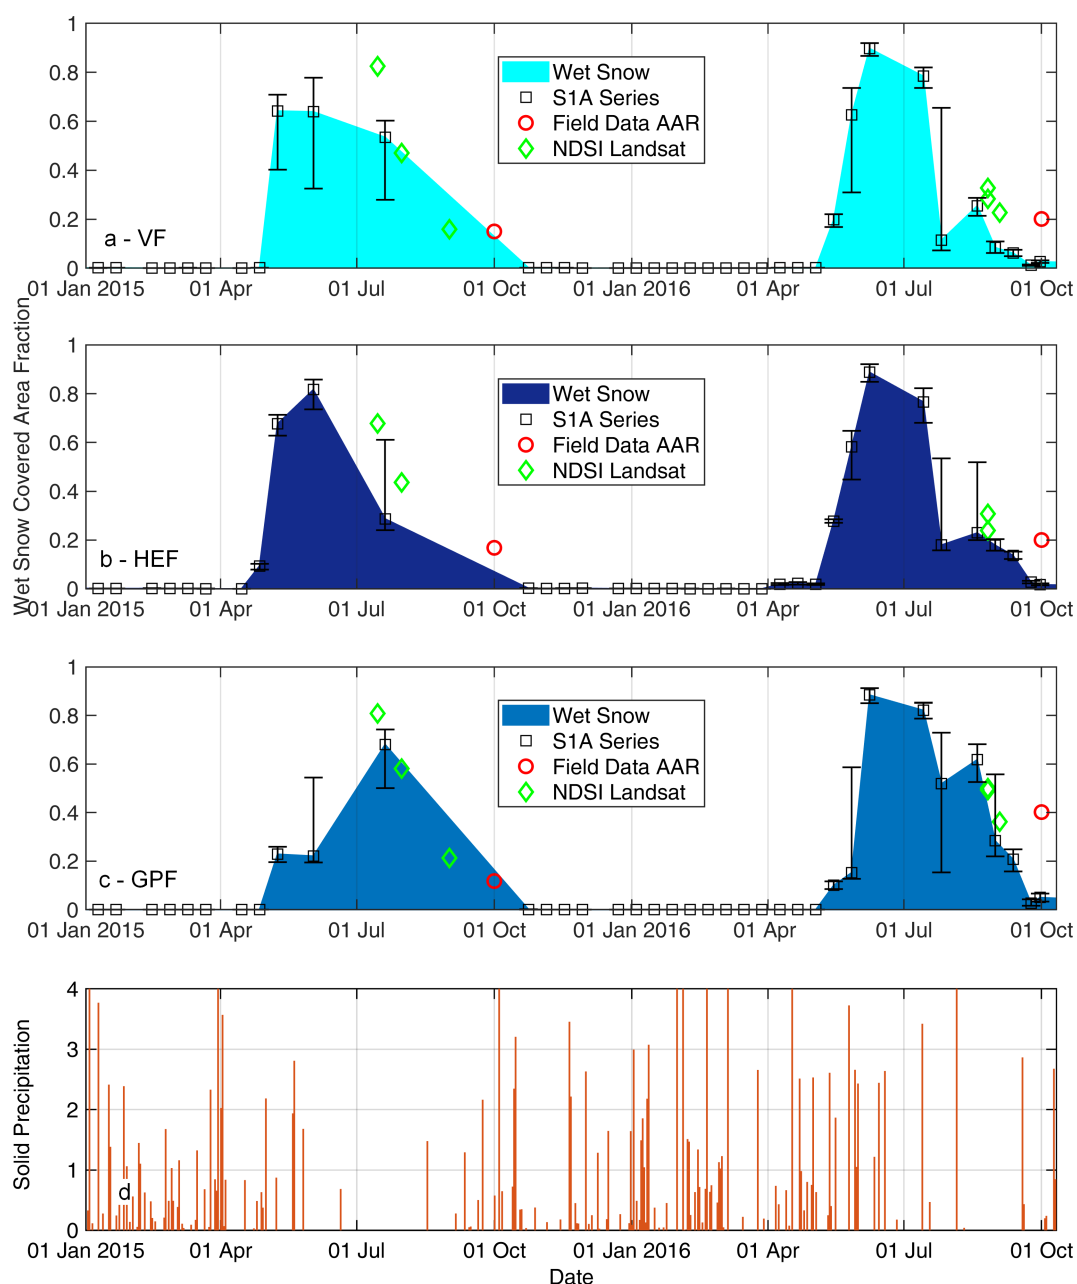 1
0.8
0.6
0.4
0.2
0
Wet Snow
S1A Series
Field Data AAR
NDSI Landsat
a - VF
01 Jan 2015 01 Apr 01 Jul 01 Oct 01 Jan 2016 01 Apr 01 Jul 01 Oct
Wet Snow Covered Area Fraction
1
0.8
0.6
0.4
0.2
0
Wet Snow
S1A Series
Field Data AAR
NDSI Landsat
b - HEF
01 Jan 2015 01 Apr 01 Jul 01 Oct 01 Jan 2016 01 Apr 01 Jul 01 Oct
1
0.8
0.6
0.4
0.2
0
Wet Snow
S1A Series
Field Data AAR
NDSI Landsat
c - GPF
01 Jan 2015 01 Apr 01 Jul 01 Oct 01 Jan 2016 01 Apr 01 Jul 01 Oct
Solid Precipitation
4
3
2
1
0
d
01 Jan 2015 01 Apr 01 Jul 01 Oct 01 Jan 2016 01 Apr 01 Jul 01 Oct
Date